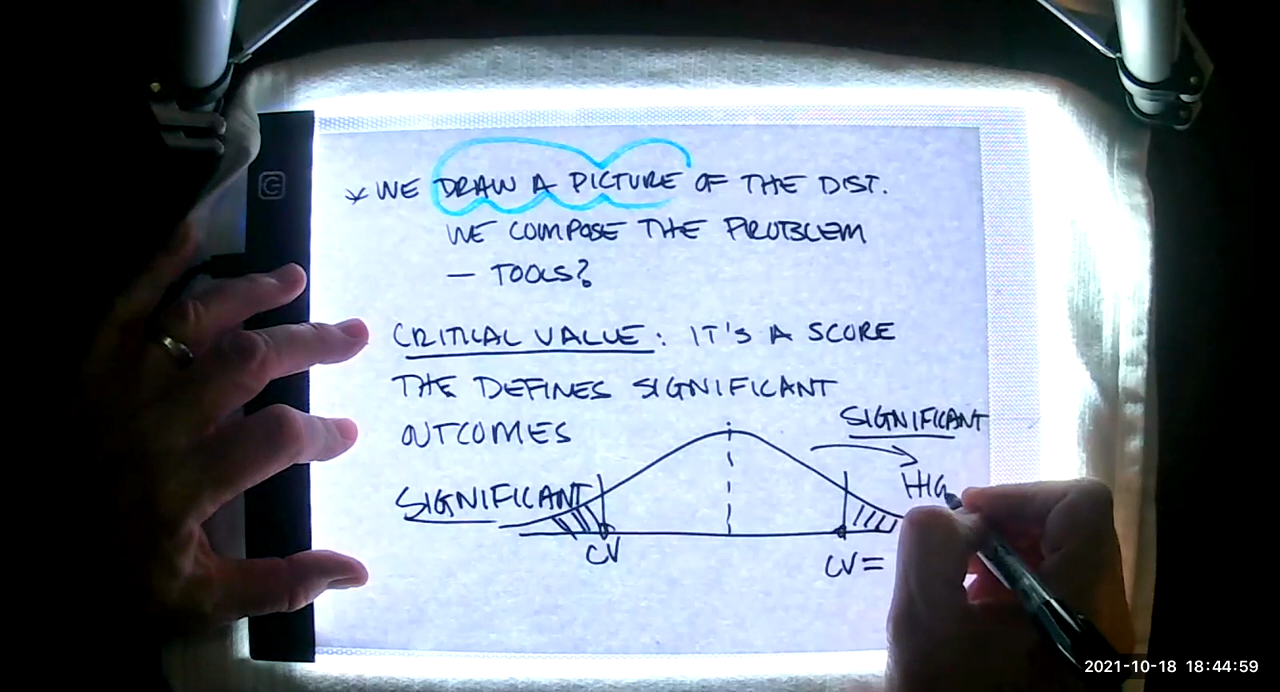 * WE DRAW A PICTURE OF THE DIST.
WE COMPOSE THE PROBLEM
— TOOLS?
CRITICAL VALUE: IT'S A SCORE
THE DEFINES SIGNIFICANT
OUTCOMES
SIGNIFICANT
HIG
SIGNIFICANT
CV
CV=
2021-10-18 18:44:59